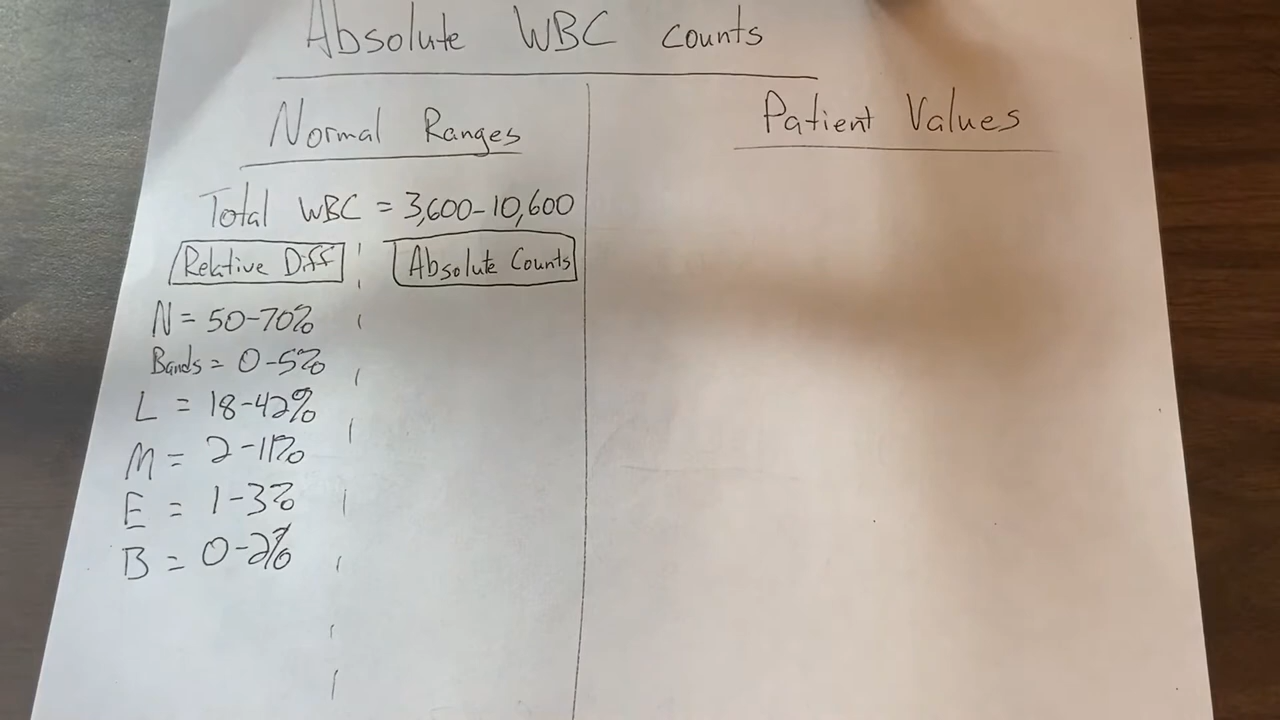 Absolute WBC counts
Normal Ranges
Total WBC = 3,600-10,600
Relative Diff
Absolute Counts
N = 50-70%
Bands = 0-5%
L = 18-42%
M = 2-11%
E = 1-3%
B = 0-2%
Patient Values